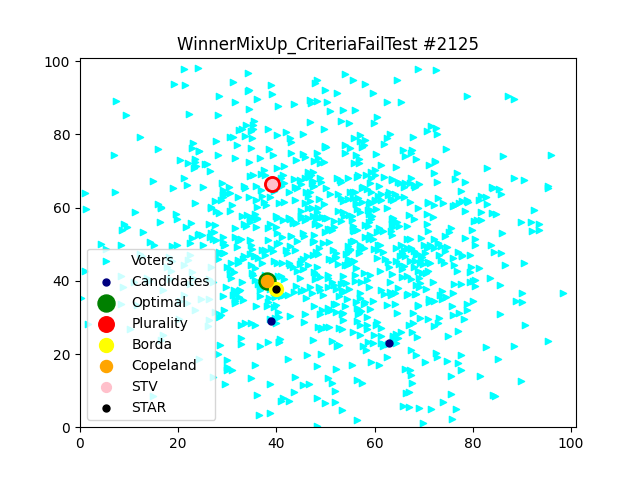 WinnerMixUp_CriteriaFailTest #2125
100
80
60
40
20
0
Voters
Candidates
Optimal
Plurality
Borda
Copeland
STV
STAR
0 20 40 60 80 100